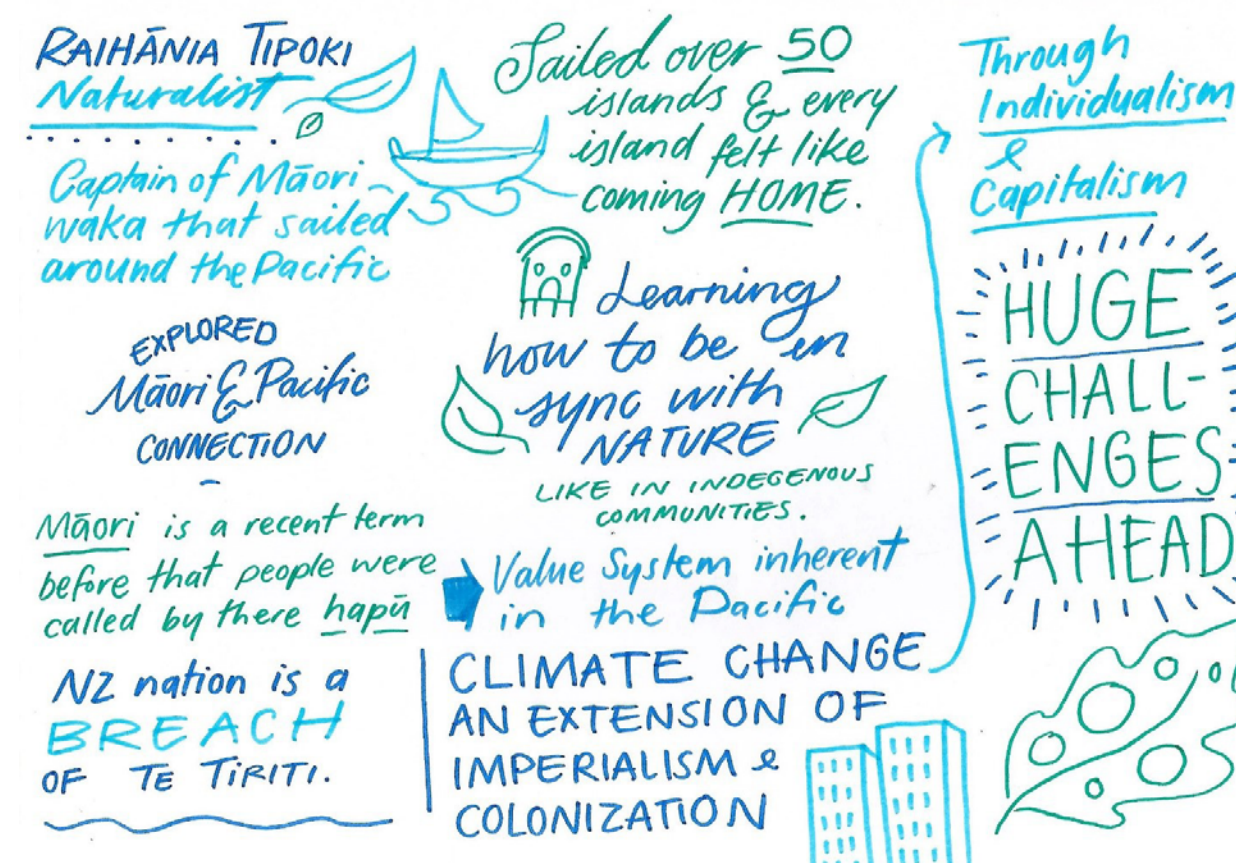 RAIHĀNIA TIPOKI
Naturalist
Captain of Māori
waka that sailed
around the Pacific
EXPLORED
Māori & Pacific
CONNECTION
Māori is a recent term
before that people were
called by there hapū
NZ nation is a
BREACH
OF TE TIRITI.
Sailed over 50
islands & every
island felt like
coming HOME.
Learning
how to be in
sync with
NATURE
LIKE IN INDEGENOUS
COMMUNITIES.
Value System inherent
in the Pacific
CLIMATE CHANGE
AN EXTENSION OF
IMPERIALISM &
COLONIZATION
Through
Individualism
&
Capitalism
HUGE
CHALL-
ENGES
AHEAD